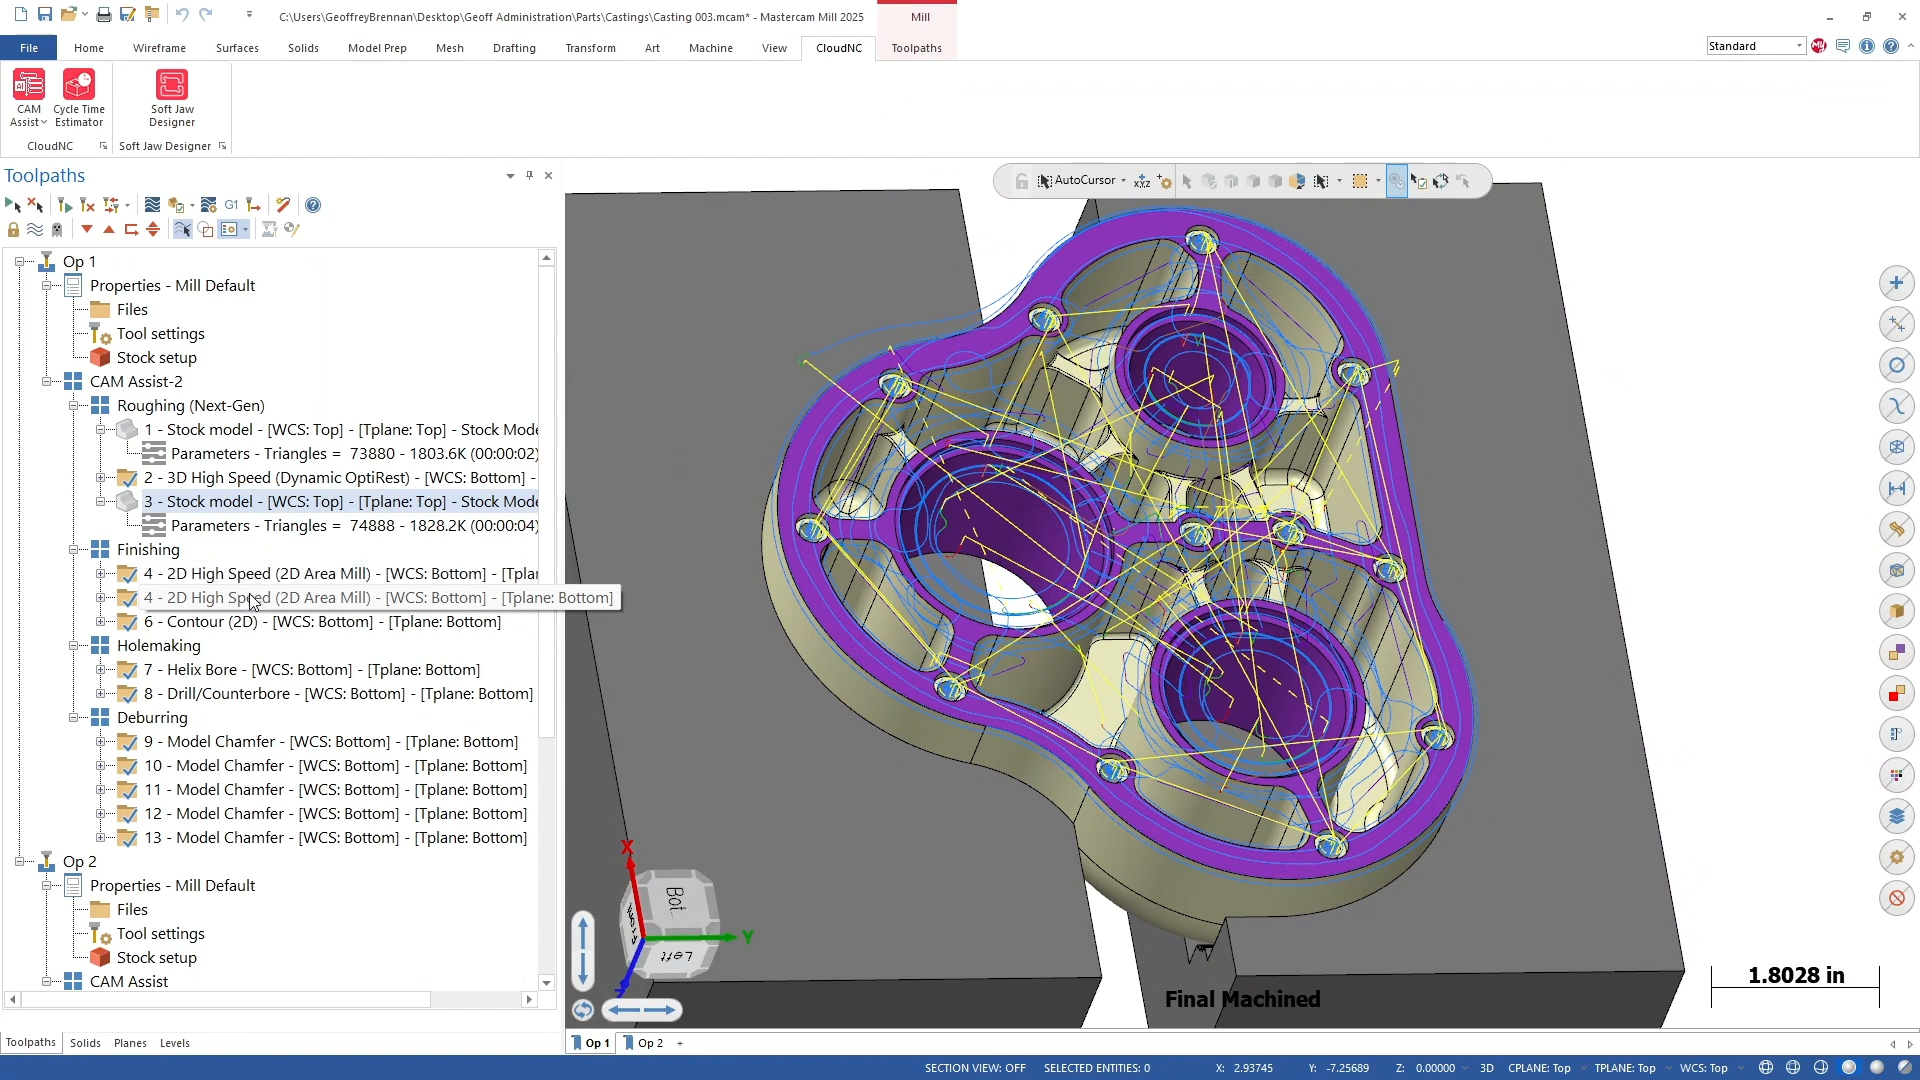 C:\Users\GeoffreyBrennan\Desktop\Geoff Administration\Parts\Castings\Casting 003.mcam* - Mastercam Mill 2025
Mill
File
Home
Wireframe
Surfaces
Solids
Model Prep
Mesh
Drafting
Transform
Art
Machine
View
CloudNC
Toolpaths
Standard
CAM Assist
Cycle Time Estimator
Soft Jaw Designer
CloudNC
Soft Jaw Designer
Toolpaths
G1
AutoCursor
XYZ
Op 1
Properties - Mill Default
Files
Tool settings
Stock setup
CAM Assist-2
Roughing (Next-Gen)
1 - Stock model - [WCS: Top] - [Tplane: Top] - Stock Mode
Parameters - Triangles = 73880 - 1803.6K (00:00:02)
2 - 3D High Speed (Dynamic OptiRest) - [WCS: Bottom] -
3 - Stock model - [WCS: Top] - [Tplane: Top] - Stock Mode
Parameters - Triangles = 74888 - 1828.2K (00:00:04)
Finishing
4 - 2D High Speed (2D Area Mill) - [WCS: Bottom] - [Tplar
4 - 2D High Speed (2D Area Mill) - [WCS: Bottom] - [Tplane: Bottom]
6 - Contour (2D) - [WCS: Bottom] - [Tplane: Bottom]
Holemaking
7 - Helix Bore - [WCS: Bottom] - [Tplane: Bottom]
8 - Drill/Counterbore - [WCS: Bottom] - [Tplane: Bottom]
Deburring
9 - Model Chamfer - [WCS: Bottom] - [Tplane: Bottom]
10 - Model Chamfer - [WCS: Bottom] - [Tplane: Bottom]
11 - Model Chamfer - [WCS: Bottom] - [Tplane: Bottom]
12 - Model Chamfer - [WCS: Bottom] - [Tplane: Bottom]
13 - Model Chamfer - [WCS: Bottom] - [Tplane: Bottom]
Op 2
Properties - Mill Default
Files
Tool settings
Stock setup
CAM Assist
X
Bot
Y
Left
Z
Final Machined
1.8028 in
Toolpaths
Solids
Planes
Levels
Op 1
Op 2
+
SECTION VIEW: OFF
SELECTED ENTITIES: 0
X: 2.93745
Y: -7.25689
Z: 0.00000
3D
CPLANE: Top
TPLANE: Top
WCS: Top